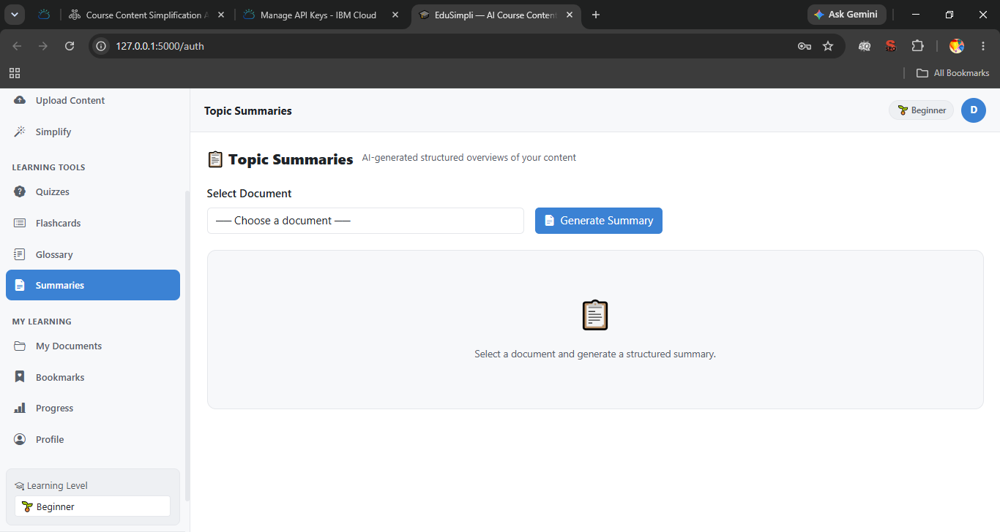 Course Content Simplification A
Manage API Keys - IBM Cloud
EduSimpli — AI Course Content
Ask Gemini
127.0.0.1:5000/auth
All Bookmarks
Upload Content
Simplify
LEARNING TOOLS
Quizzes
Flashcards
Glossary
Summaries
MY LEARNING
My Documents
Bookmarks
Progress
Profile
Learning Level
Beginner
Topic Summaries
Beginner
D
Topic Summaries AI-generated structured overviews of your content
Select Document
── Choose a document ──
Generate Summary
Select a document and generate a structured summary.